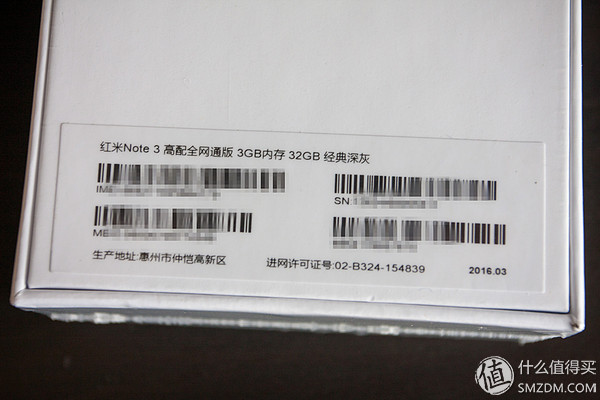 红米Note 3 高配全网通版 3GB内存 32GB 经典深灰
SN:
生产地址:惠州市仲恺高新区
进网许可证号:02-B324-154839
2016.03
值 什么值得买
SMZDM.COM